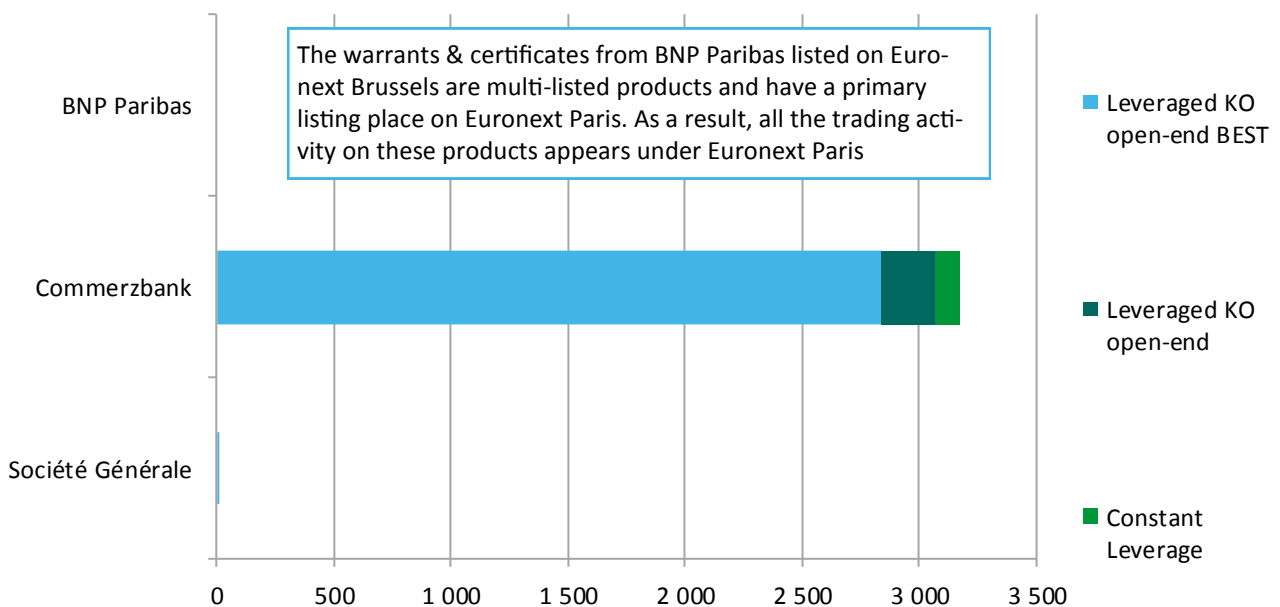 The warrants & certificates from BNP Paribas listed on Euro-
next Brussels are multi-listed products and have a primary
listing place on Euronext Paris. As a result, all the trading acti-
vity on these products appears under Euronext Paris
BNP Paribas
Commerzbank
Société Générale
0 500 1 000 1 500 2 000 2 500 3 000 3 500
Leveraged KO
open-end BEST
Leveraged KO
open-end
Constant
Leverage